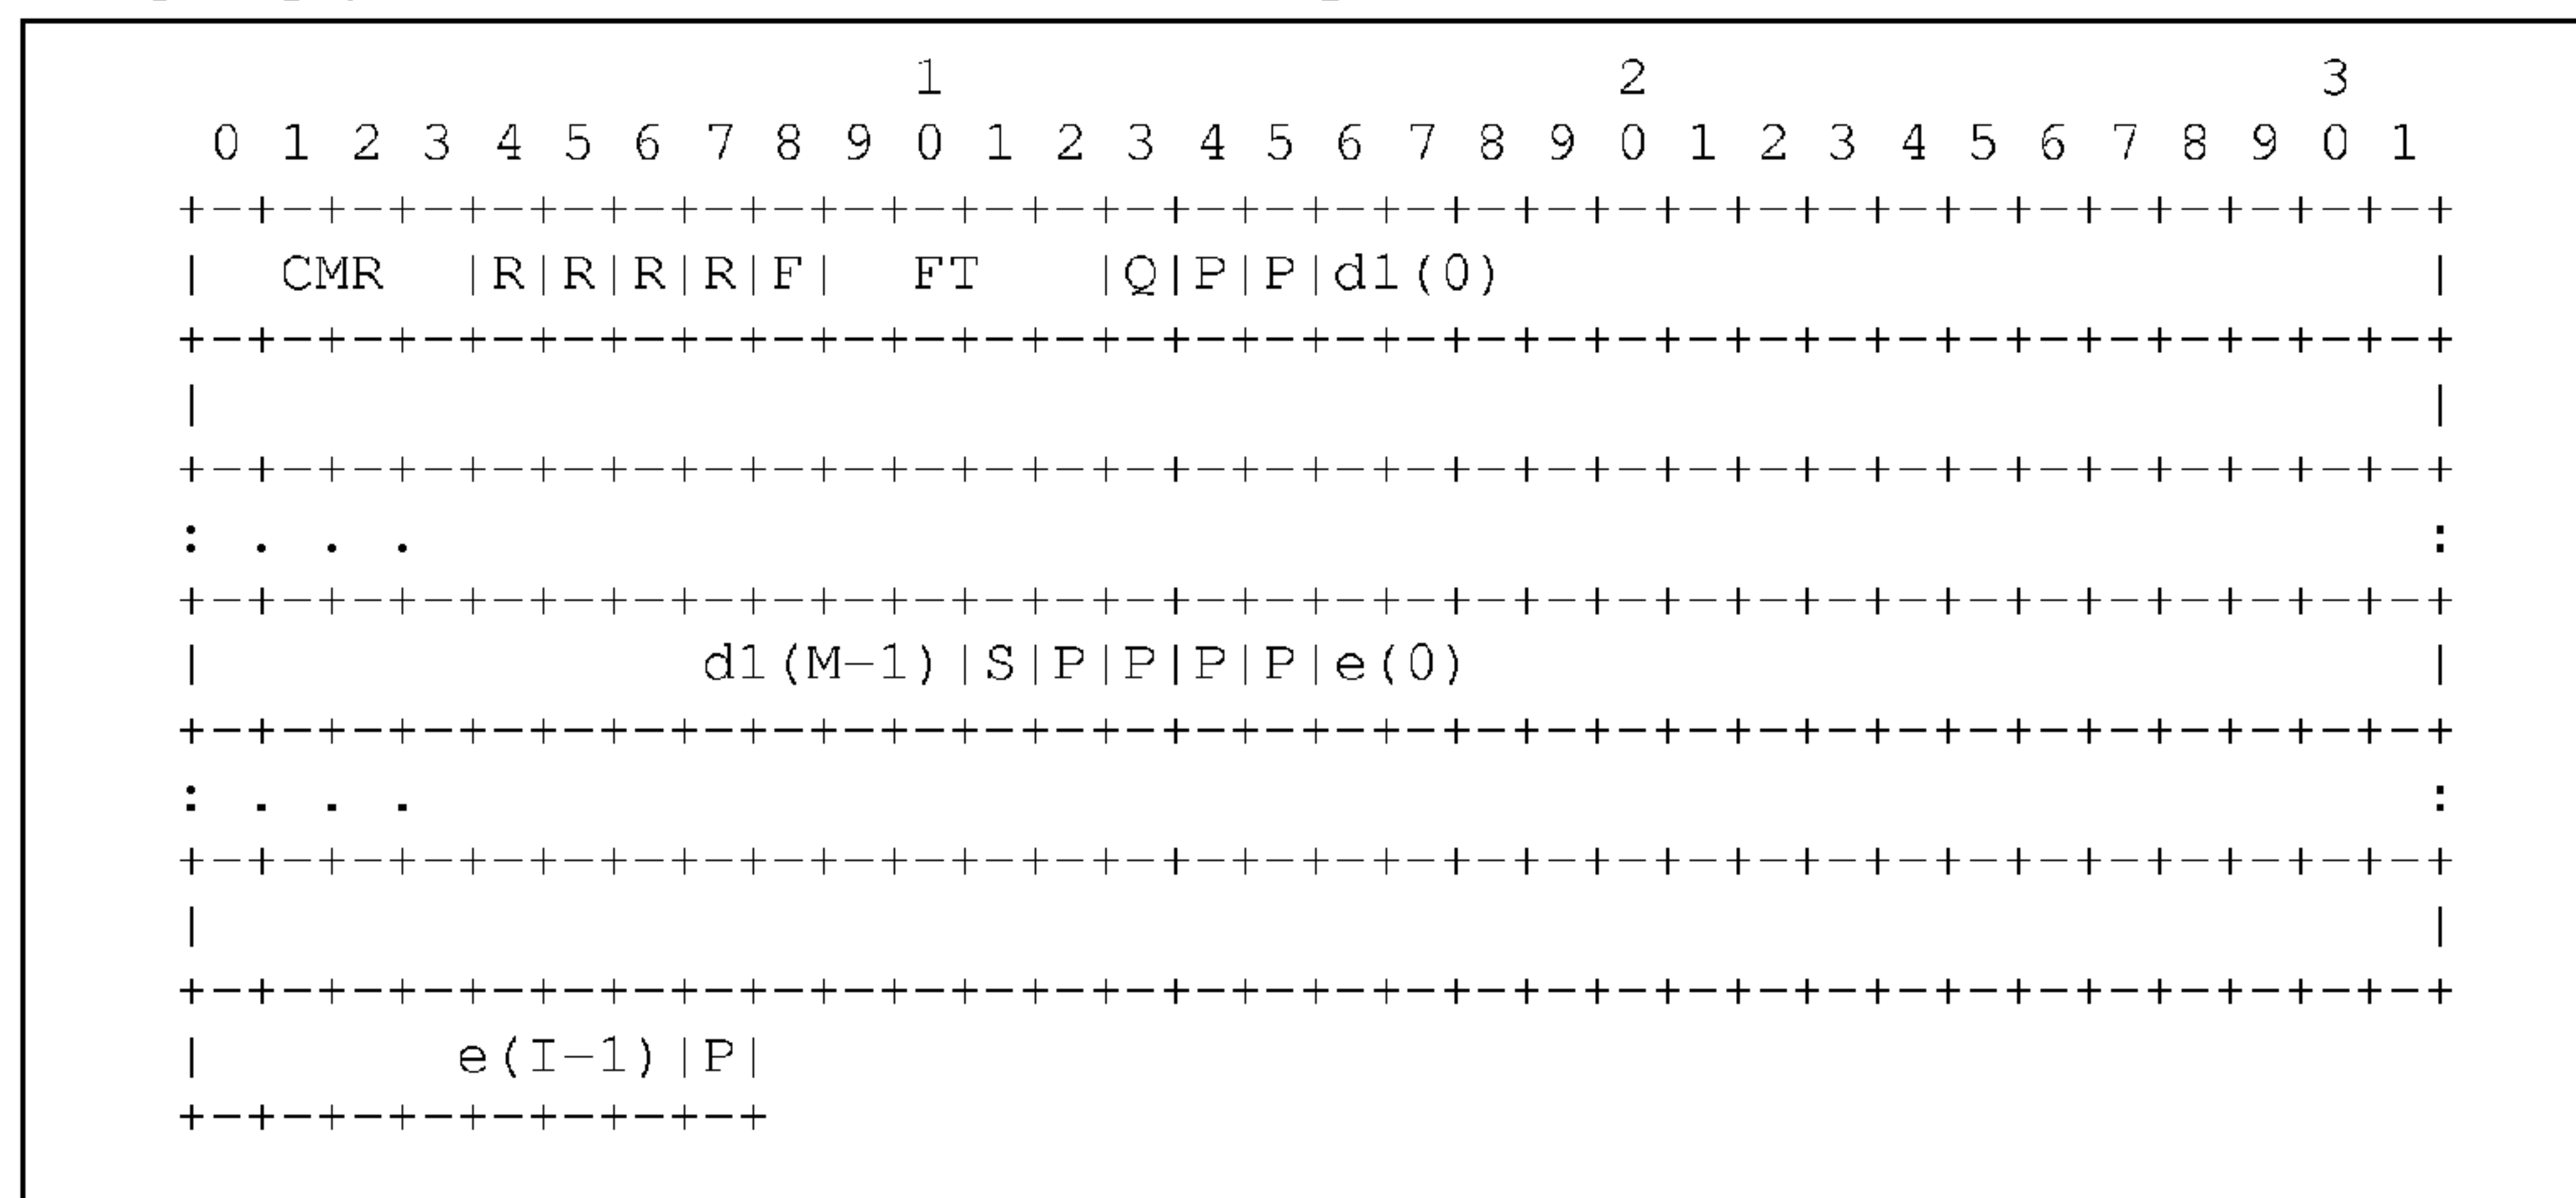 1                   2                   3
 0 1 2 3 4 5 6 7 8 9 0 1 2 3 4 5 6 7 8 9 0 1 2 3 4 5 6 7 8 9 0 1
+-+-+-+-+-+-+-+-+-+-+-+-+-+-+-+-+-+-+-+-+-+-+-+-+-+-+-+-+-+-+-+-+
|  CMR  |R|R|R|R|F|  FT   |Q|P|P|d1(0)                          |
+-+-+-+-+-+-+-+-+-+-+-+-+-+-+-+-+-+-+-+-+-+-+-+-+-+-+-+-+-+-+-+-+
|                                                               |
+-+-+-+-+-+-+-+-+-+-+-+-+-+-+-+-+-+-+-+-+-+-+-+-+-+-+-+-+-+-+-+-+
: . . .                                                         :
+-+-+-+-+-+-+-+-+-+-+-+-+-+-+-+-+-+-+-+-+-+-+-+-+-+-+-+-+-+-+-+-+
|              d1(M-1)|S|P|P|P|P|e(0)                           |
+-+-+-+-+-+-+-+-+-+-+-+-+-+-+-+-+-+-+-+-+-+-+-+-+-+-+-+-+-+-+-+-+
: . . .                                                         :
+-+-+-+-+-+-+-+-+-+-+-+-+-+-+-+-+-+-+-+-+-+-+-+-+-+-+-+-+-+-+-+-+
|                                                               |
+-+-+-+-+-+-+-+-+-+-+-+-+-+-+-+-+-+-+-+-+-+-+-+-+-+-+-+-+-+-+-+-+
|       e(I-1)|P|
+-+-+-+-+-+-+-+-+